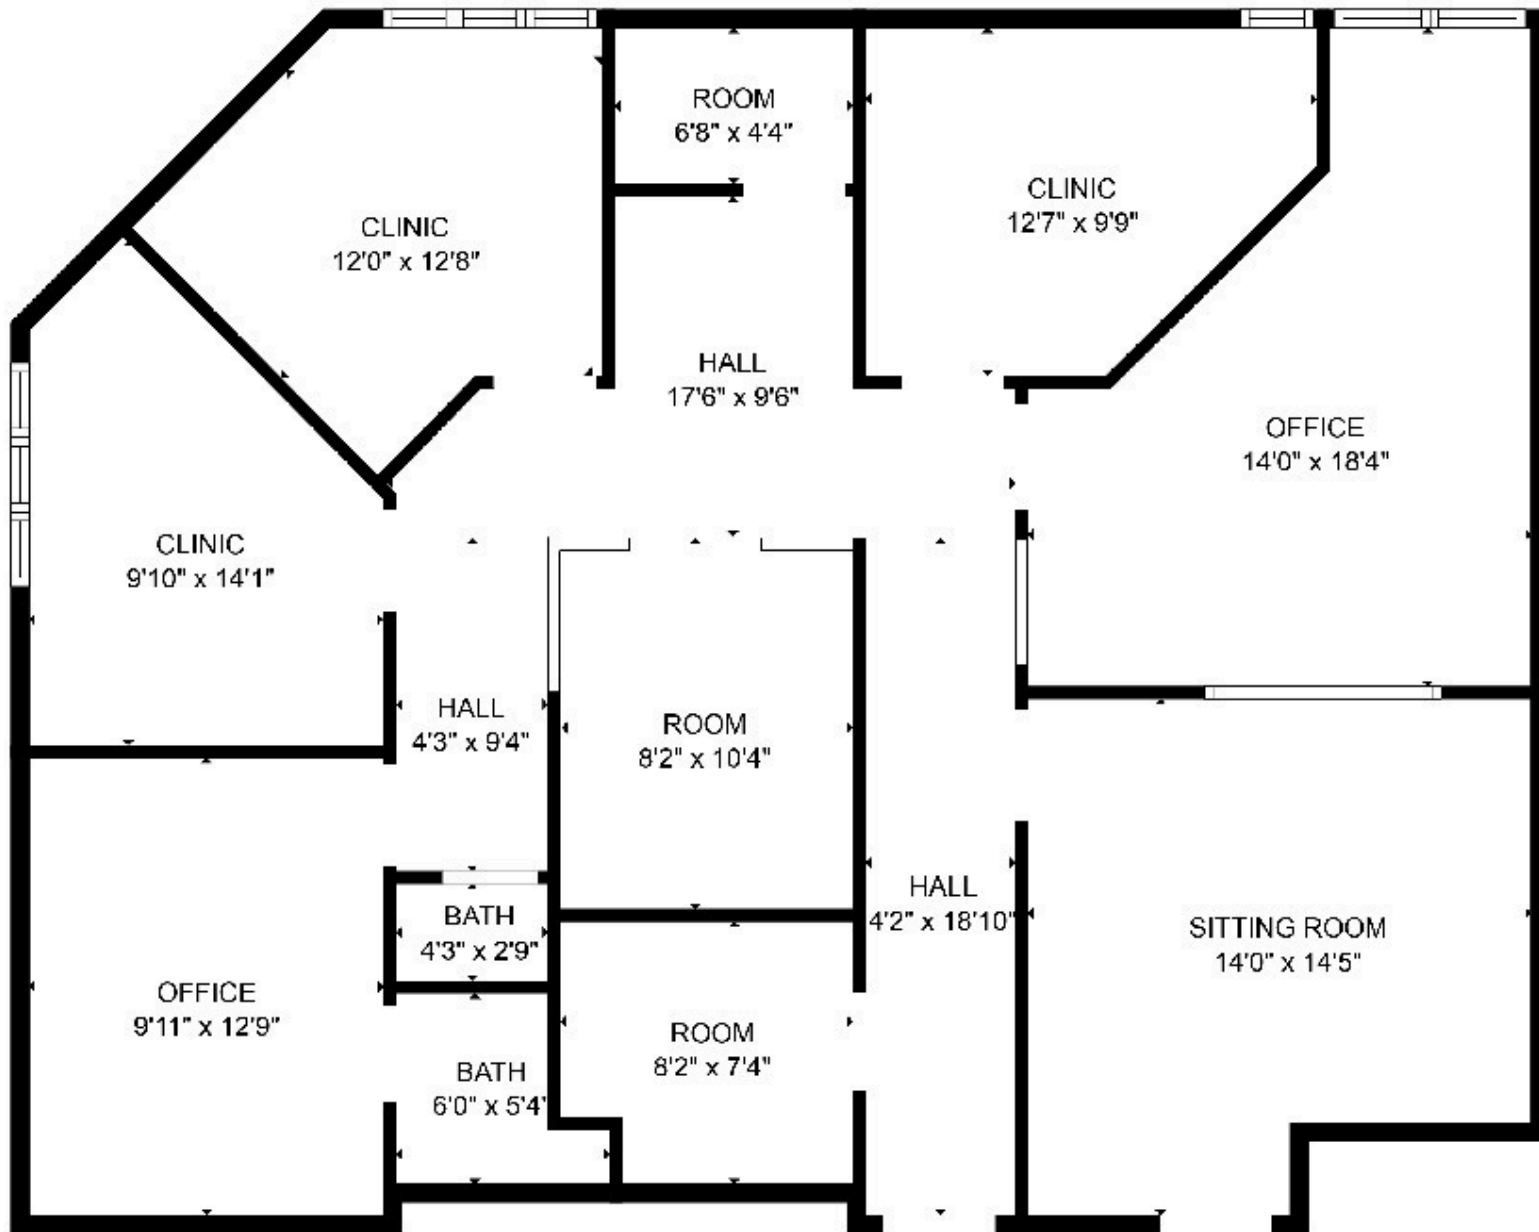 ROOM
6'8" x 4'4"
CLINIC
12'7" x 9'9"
CLINIC
12'0" x 12'8"
HALL
17'6" x 9'6"
OFFICE
14'0" x 18'4"
CLINIC
9'10" x 14'1"
HALL
4'3" x 9'4"
ROOM
8'2" x 10'4"
HALL
4'2" x 18'10"
BATH
4'3" x 2'9"
SITTING ROOM
14'0" x 14'5"
OFFICE
9'11" x 12'9"
ROOM
8'2" x 7'4"
BATH
6'0" x 5'4"